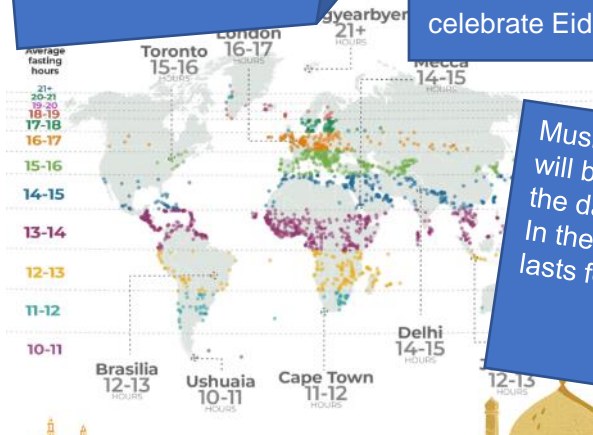 celebrate Eid
gyearbyen
21+
HOURS
London
16-17
HOURS
Toronto
15-16
HOURS
Mecca
14-15
HOURS
Average
fasting
hours
21+
20-21
19-20
18-19
17-18
16-17
15-16
14-15
13-14
12-13
11-12
10-11
Mus
will b
the da
In the
lasts fo
Brasilia
12-13
HOURS
Ushuaia
10-11
HOURS
Cape Town
11-12
HOURS
Delhi
14-15
HOURS
J
12-13
HOURS